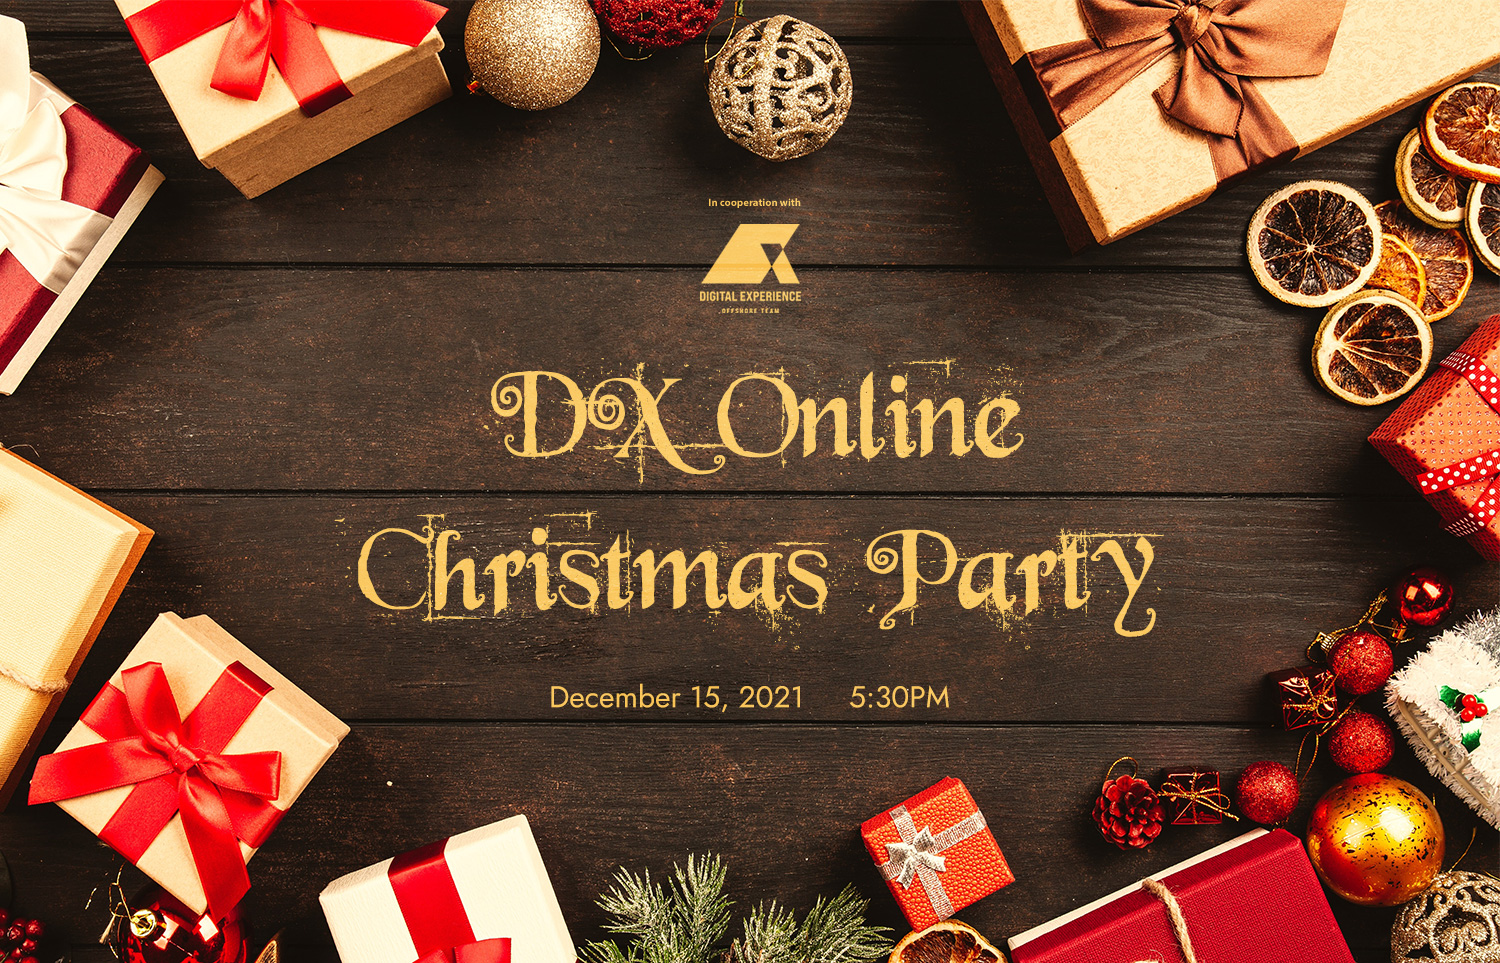 In cooperation with
DIGITAL EXPERIENCE
.OFFSHORE TEAM
DX Online
Christmas Party
December 15, 2021 5:30PM